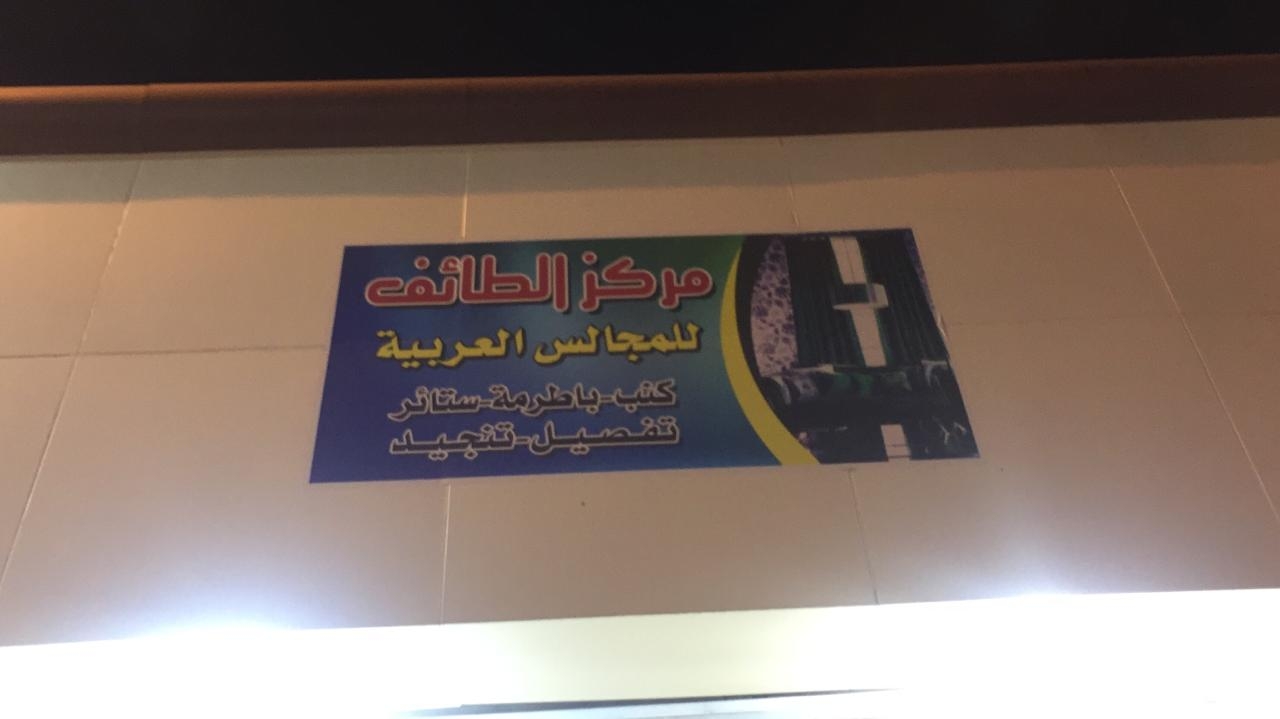 مركز الطائف
للمجالس العربية
كنب-باطرمة-ستائر
تفصيل-تنجيد